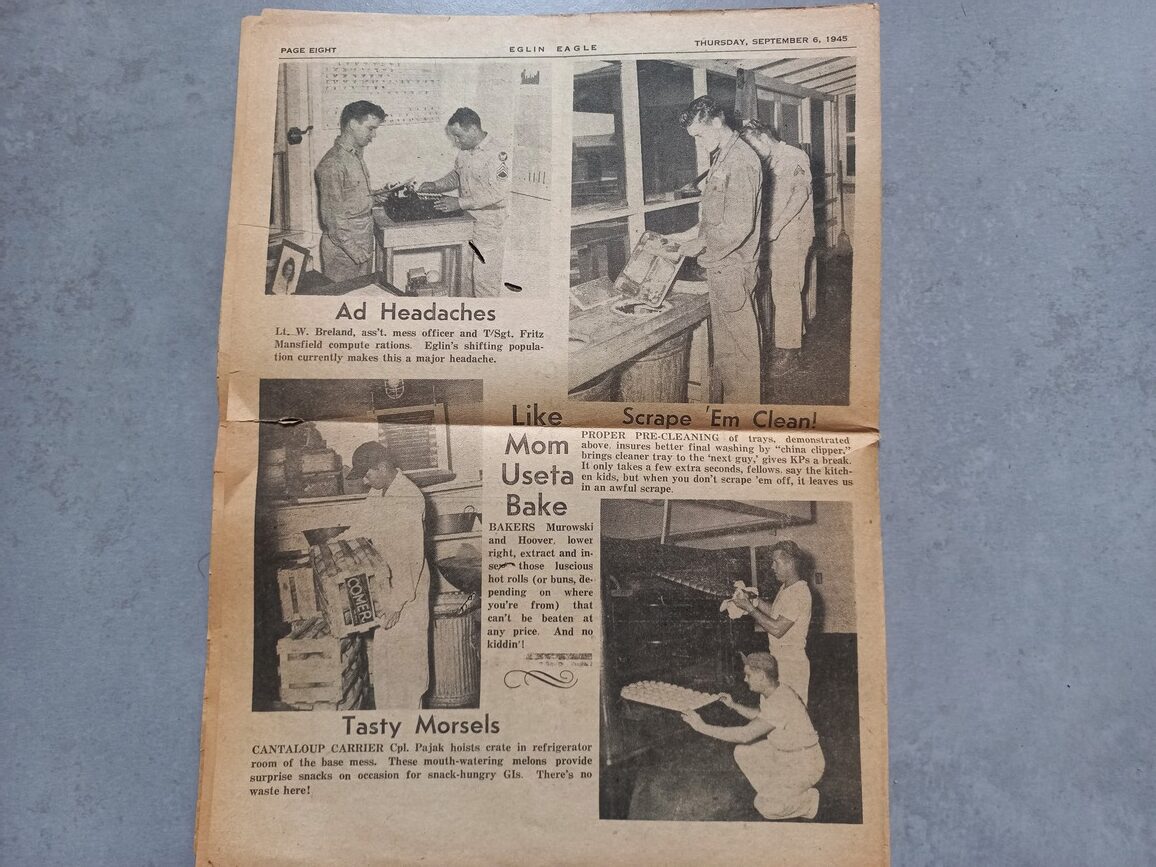 PAGE EIGHT
EGLIN EAGLE
THURSDAY, SEPTEMBER 6, 1945
Ad Headaches
Lt. W. Breland, ass't. mess officer and T/Sgt. Fritz
Mansfield compute rations. Eglin's shifting popula-
tion currently makes this a major headache.
Scrape 'Em Clean!
PROPER PRE-CLEANING of trays, demonstrated
above, insures better final washing by "china clipper,"
brings cleaner tray to the 'next guy,' gives KPs a break.
It only takes a few extra seconds, fellows, say the kitch-
en kids, but when you don't scrape 'em off, it leaves us
in an awful scrape.
Like
Mom
Useta
Bake
BAKERS Murowski
and Hoover, lower
right, extract and in-
sert those luscious
hot rolls (or buns, de-
pending on where
you're from) that
can't be beaten at
any price. And no
kiddin'!
COMER
Tasty Morsels
CANTALOUP CARRIER Cpl. Pajak hoists crate in refrigerator
room of the base mess. These mouth-watering melons provide
surprise snacks on occasion for snack-hungry GIs. There's no
waste here!